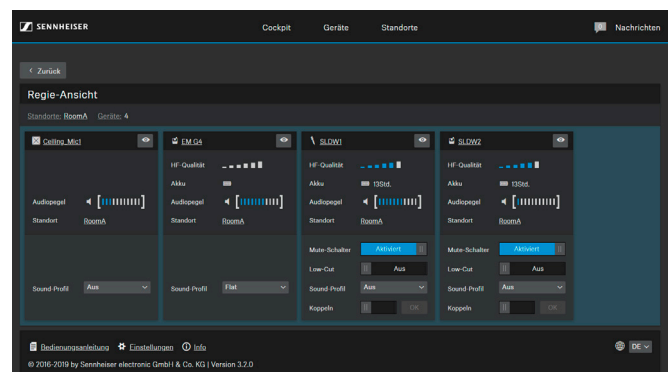 SENNHEISER Cockpit Geräte Standorte Nachrichten
< Zurück
Regie-Ansicht
Standorte: RoomA Geräte: 4
Ceiling_Mic1 EM G4 SLDW1 SLDW2
HF-Qualität HF-Qualität HF-Qualität
Akku Akku 13Std. Akku 13Std.
Audiopegel Audiopegel Audiopegel Audiopegel
Standort RoomA Standort RoomA Standort RoomA Standort RoomA
Mute-Schalter Aktiviert Mute-Schalter Aktiviert
Low-Cut Aus Low-Cut Aus
Sound-Profil Aus Sound-Profil Flat Sound-Profil Aus Sound-Profil Aus
Koppeln OK Koppeln OK
Bedienungsanleitung Einstellungen Info DE
© 2016-2019 by Sennheiser electronic GmbH & Co. KG | Version 3.2.0